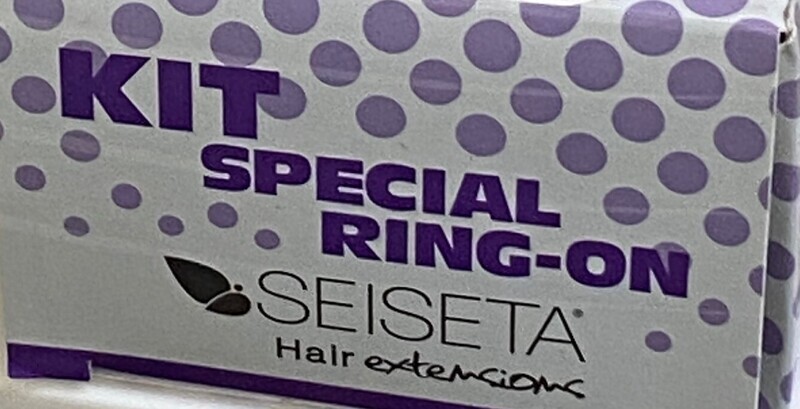 KIT
SPECIAL
RING-ON
SEISETA®
Hair extensions